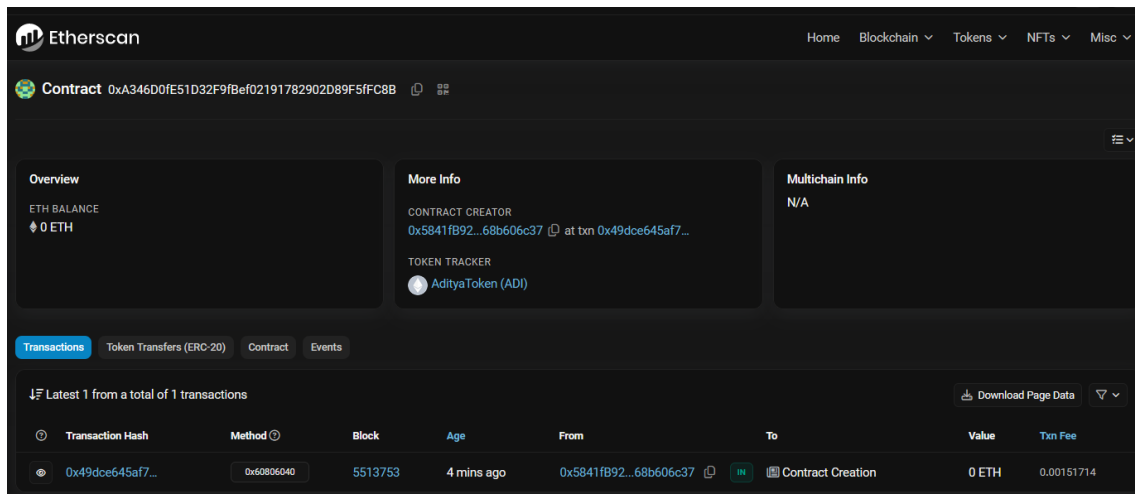 Etherscan
Home Blockchain Tokens NFTs Misc
Contract 0xA346D0fE51D32F9fBef02191782902D89F5fFC8B
Overview
ETH BALANCE
0 ETH
More Info
CONTRACT CREATOR
0x5841fB92...68b606c37 at txn 0x49dce645af7...
TOKEN TRACKER
AdityaToken (ADI)
Multichain Info
N/A
Transactions Token Transfers (ERC-20) Contract Events
Latest 1 from a total of 1 transactions
Download Page Data
Transaction Hash Method Block Age From To Value Txn Fee
0x49dce645af7... 0x60806040 5513753 4 mins ago 0x5841fB92...68b606c37 IN Contract Creation 0 ETH 0.00151714